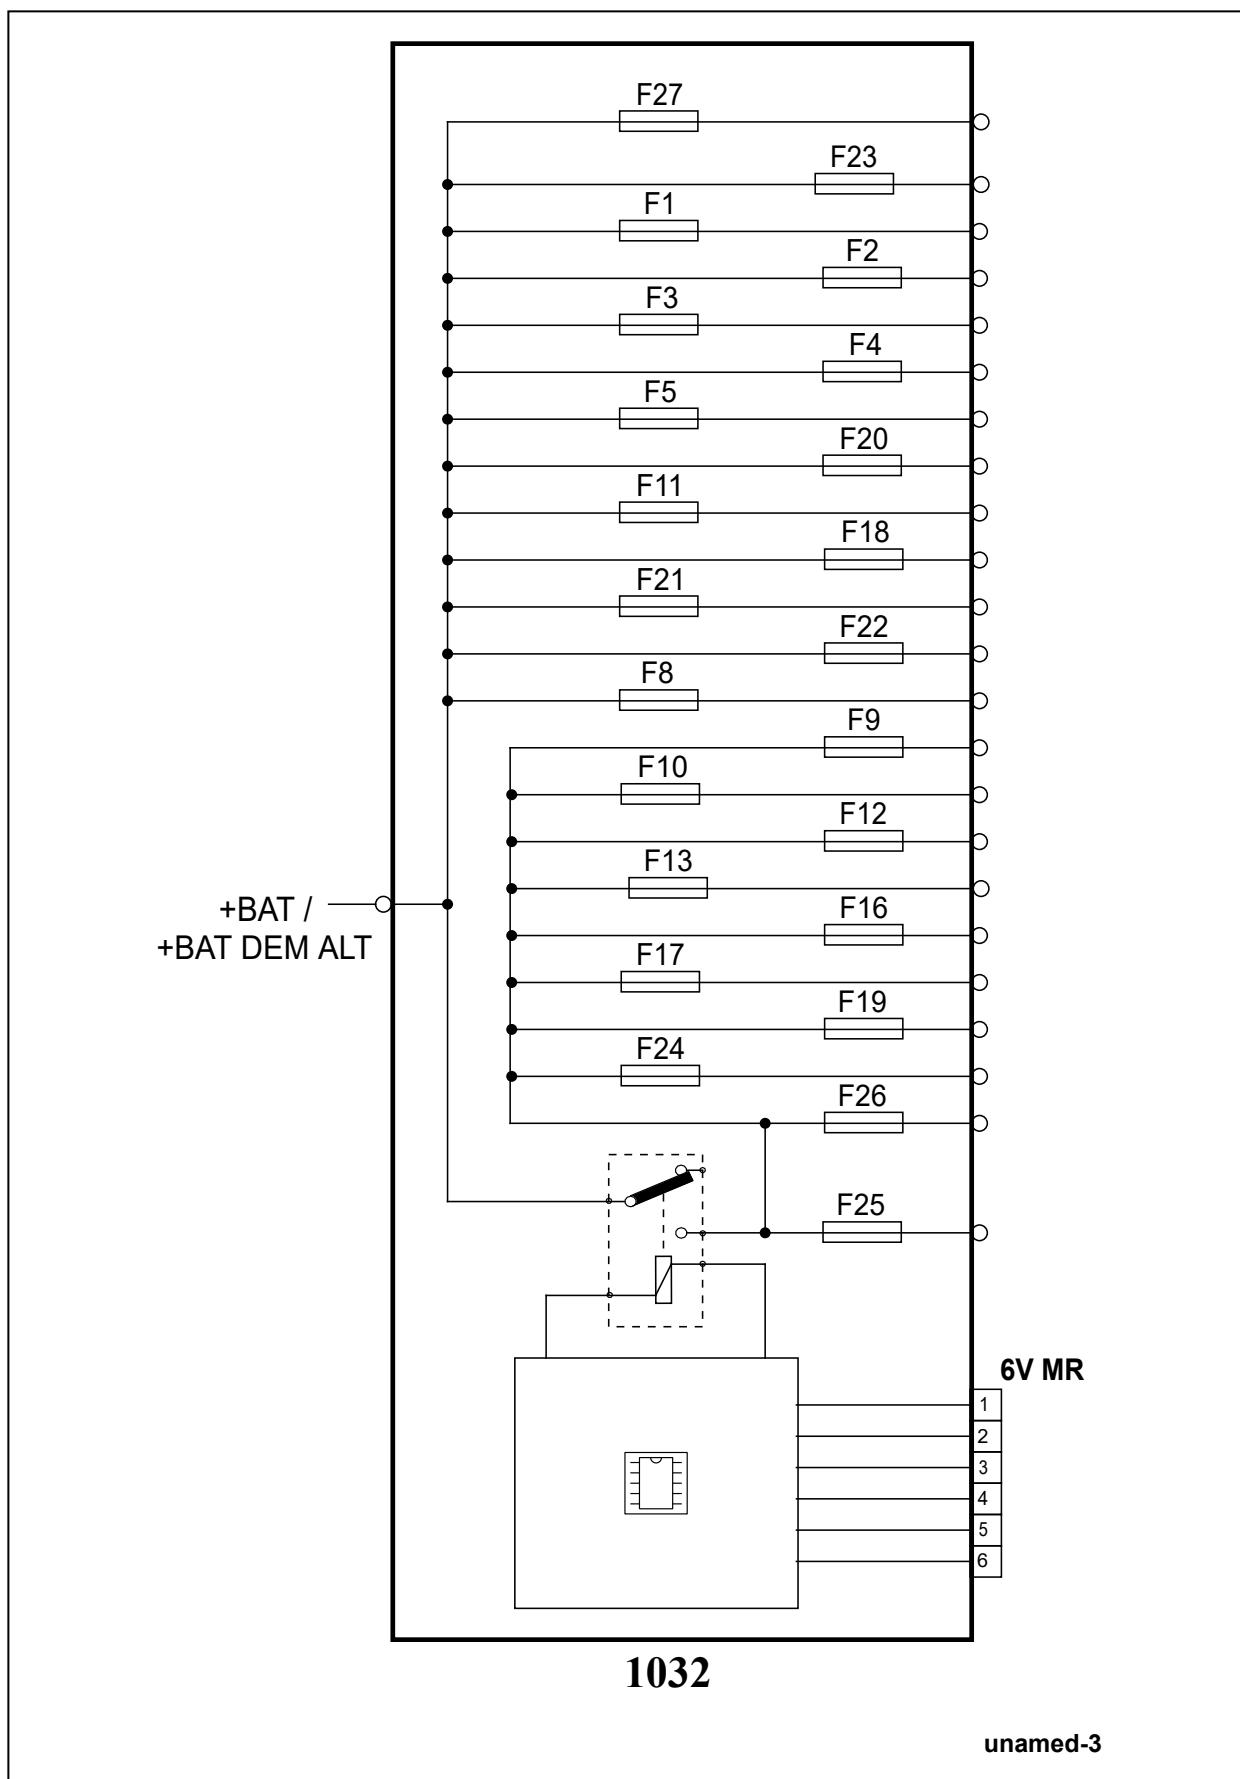 F27
F23
F1
F2
F3
F4
F5
F20
F11
F18
F21
F22
F8
F9
F10
F12
F13
+BAT /
+BAT DEM ALT
F16
F17
F19
F24
F26
F25
6V MR
1
2
3
4
5
6
1032
unamed-3